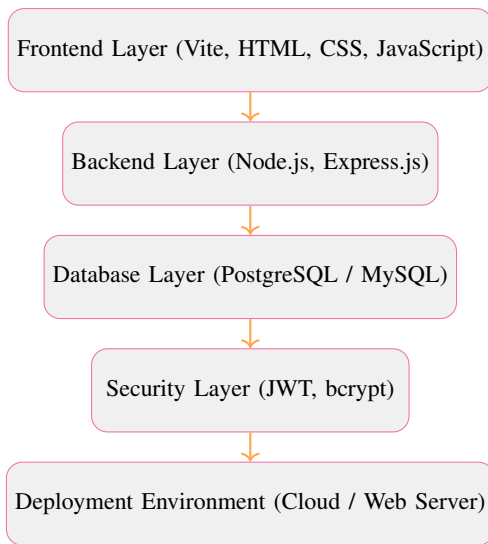 Frontend Layer (Vite, HTML, CSS, JavaScript)
Backend Layer (Node.js, Express.js)
Database Layer (PostgreSQL / MySQL)
Security Layer (JWT, bcrypt)
Deployment Environment (Cloud / Web Server)